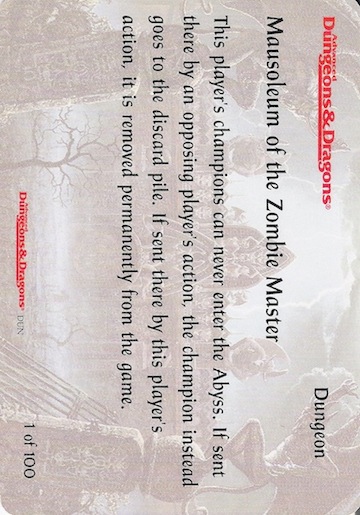 Advanced
Dungeons & Dragons®
Dungeon
Mausoleum of the Zombie Master
This player's champions can never enter the Abyss. If sent
there by an opposing player's action, the champion instead
goes to the discard pile. If sent there by this player's
action, it is removed permanently from the game.
Advanced
Dungeons & Dragons® DUN
1 of 100